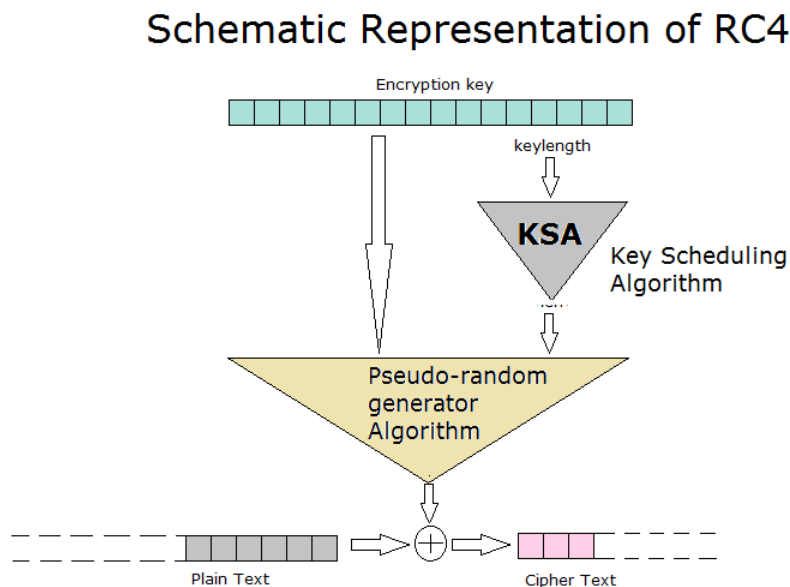 Schematic Representation of RC4
Encryption key
keylength
KSA
Key Scheduling
Algorithm
Pseudo-random
generator
Algorithm
Plain Text
Cipher Text